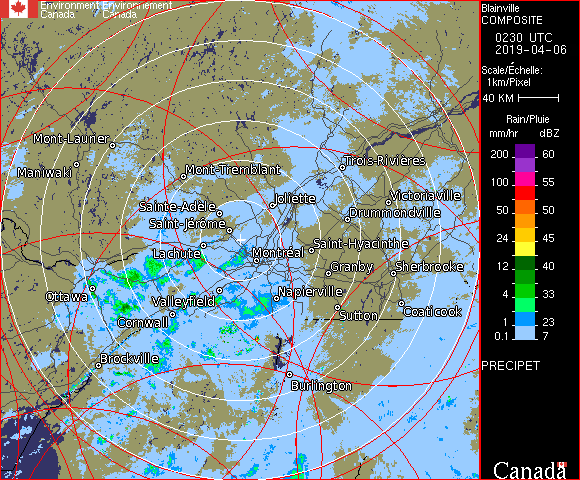 Environment Environnement
Canada Canada
Blainville
COMPOSITE
0230 UTC
2019-04-06
Scale/Échelle:
1km/Pixel
40 KM
Rain/Pluie
mm/hr dBZ
200 60
100 55
50 50
24 45
12 40
4 33
1 23
0.1 7
PRECIPET
Canada
Mont-Laurier
Maniwaki
Mont-Tremblant
Trois-Rivières
Joliette
Victoriaville
Sainte-Adele
Drummondville
Saint-Jérôme
Saint-Hyacinthe
Lachute
Montréal
Granby
Sherbrooke
Ottawa
Valleyfield
Napierville
Cornwall
Sutton
Coaticook
Brockville
Burlington